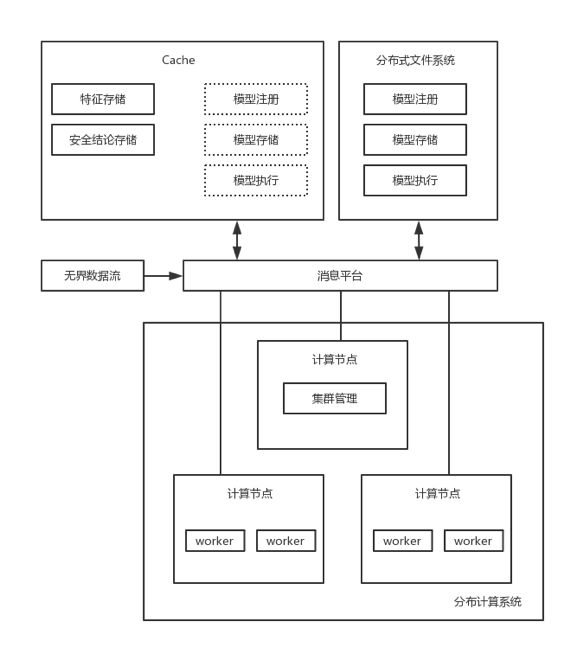 Cache
特征存储
安全结论存储
模型注册
模型存储
模型执行
分布式文件系统
模型注册
模型存储
模型执行
无界数据流
消息平台
计算节点
集群管理
计算节点
worker
worker
计算节点
worker
worker
分布计算系统